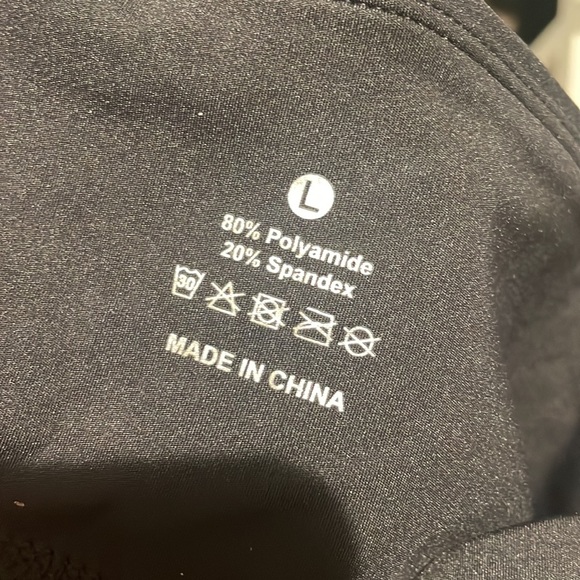 L
80% Polyamide
20% Spandex
30
MADE IN CHINA